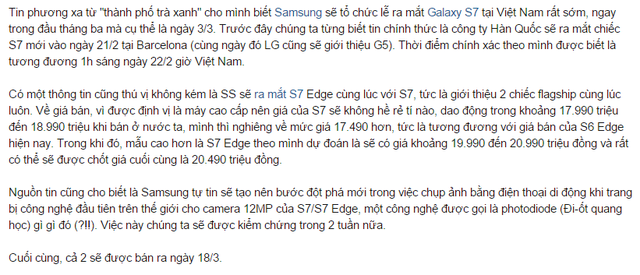 Tin phương xa từ "thành phố trà xanh" cho mình biết Samsung sẽ tổ chức lễ ra mắt Galaxy S7 tại Việt Nam rất sớm, ngay
trong đầu tháng ba mà cụ thể là ngày 3/3. Trước đây chúng ta từng biết tin chính thức là công ty Hàn Quốc sẽ ra mắt chiếc
S7 mới vào ngày 21/2 tại Barcelona (cùng ngày đó LG cũng sẽ giới thiệu G5). Thời điểm chính xác theo mình được biết là
tương đương 1h sáng ngày 22/2 giờ Việt Nam.
Có một thông tin cũng thú vị không kém là SS sẽ ra mắt S7 Edge cùng lúc với S7, tức là giới thiệu 2 chiếc flagship cùng lúc
luôn. Về giá bán, vì được định vị là máy cao cấp nên giá của S7 sẽ không hề rẻ tí nào, dao động trong khoảng 17.990 triệu
đến 18.990 triệu khi bán ở nước ta, mình thì nghiêng về mức giá 17.490 hơn, tức là tương đương với giá bán của S6 Edge
hiện nay. Trong khi đó, mẫu cao hơn là S7 Edge theo mình dự đoán là sẽ có giá khoảng 19.990 đến 20.990 triệu đồng và rất
có thể sẽ được chốt giá cuối cùng là 20.490 triệu đồng.
Nguồn tin cũng cho biết là Samsung tự tin sẽ tạo nên bước đột phá mới trong việc chụp ảnh bằng điện thoại di động khi trang
bị công nghệ đầu tiên trên thế giới cho camera 12MP của S7/S7 Edge, một công nghệ được gọi là photodiode (Đi-ốt quang
học) gì gì đó (?!!). Việc này chúng ta sẽ được kiểm chứng trong 2 tuần nữa.
Cuối cùng, cả 2 sẽ được bán ra ngày 18/3.